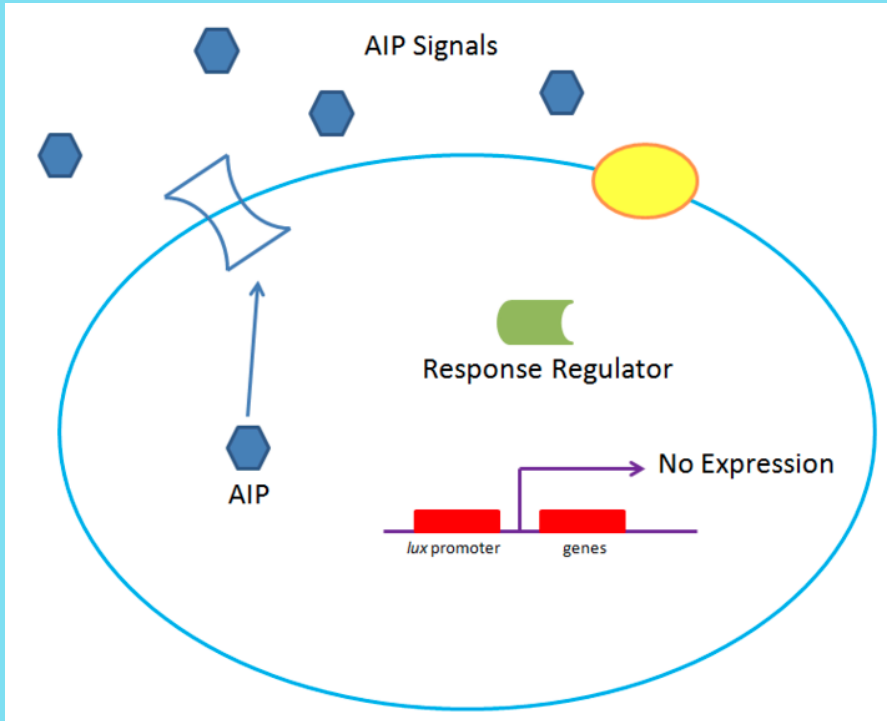 AIP Signals
Response Regulator
AIP
No Expression
lux promoter
genes